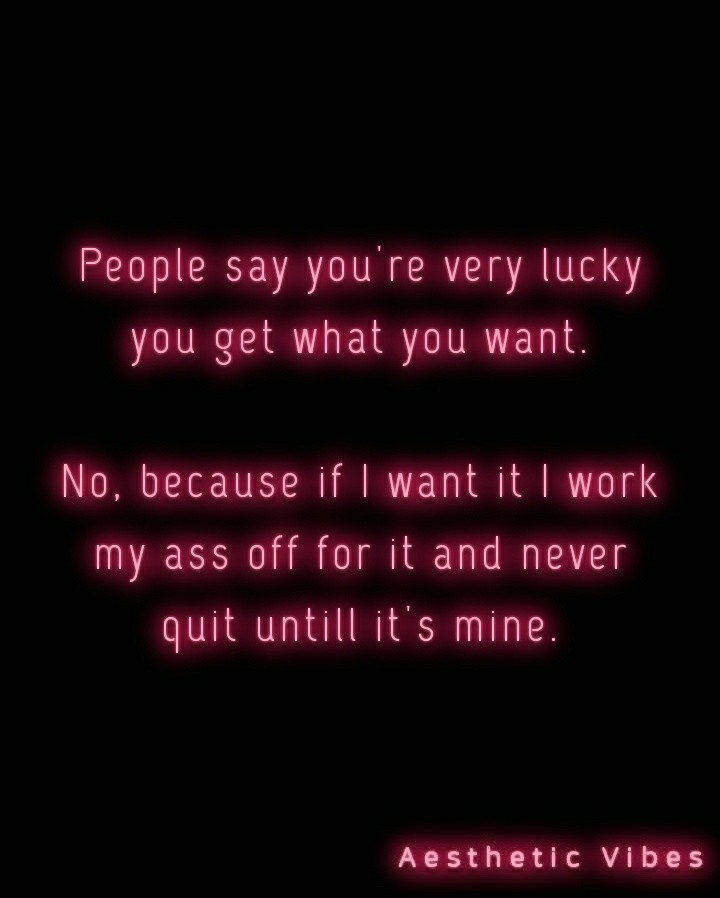 People say you're very lucky
you get what you want.
No, because if I want it I work
my ass off for it and never
quit untill it's mine.
Aesthetic Vibes